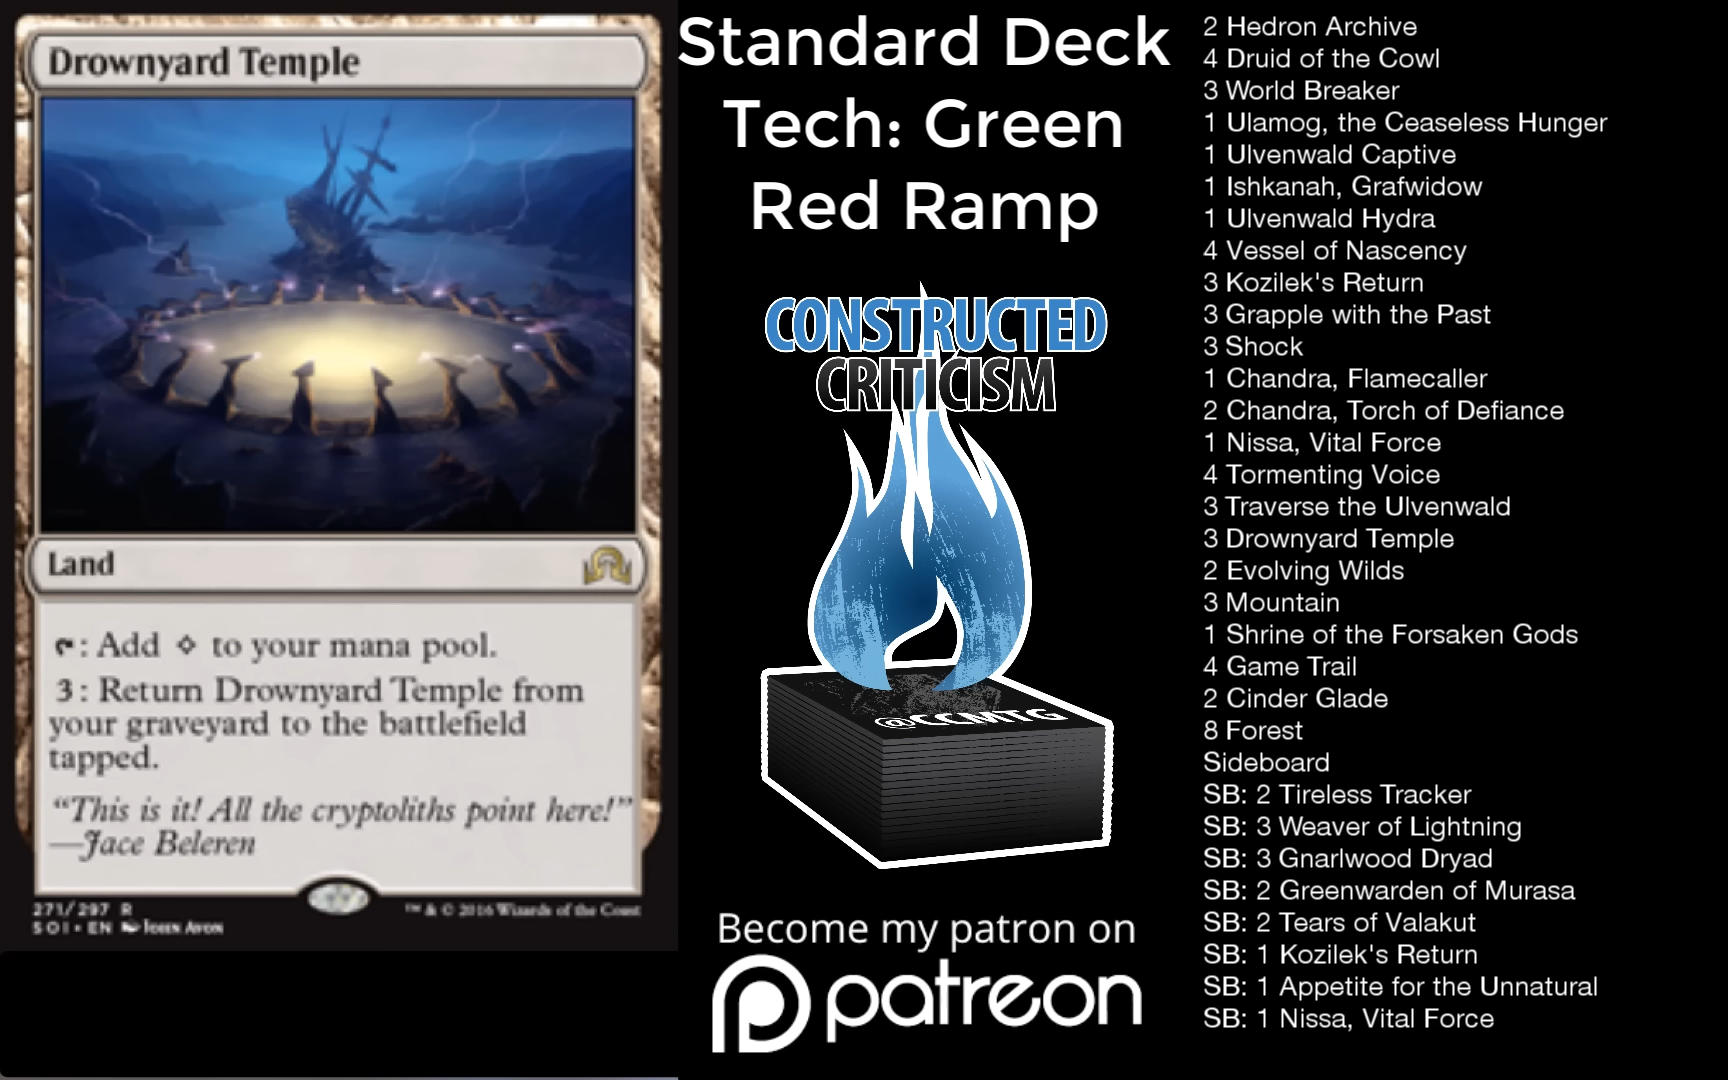 Drownyard Temple
Land
: Add ◇ to your mana pool.
3: Return Drownyard Temple from
your graveyard to the battlefield
tapped.
“This is it! All the cryptoliths point here!”
—Jace Beleren
271/297 R
SOI • EN
™ & © 2016 Wizards of the Coast
Standard Deck
Tech: Green
Red Ramp
CONSTRUCTED
CRITICISM
@CCMTG
Become my patron on
patreon
2 Hedron Archive
4 Druid of the Cowl
3 World Breaker
1 Ulamog, the Ceaseless Hunger
1 Ulvenwald Captive
1 Ishkanah, Grafwidow
1 Ulvenwald Hydra
4 Vessel of Nascency
3 Kozilek's Return
3 Grapple with the Past
3 Shock
1 Chandra, Flamecaller
2 Chandra, Torch of Defiance
1 Nissa, Vital Force
4 Tormenting Voice
3 Traverse the Ulvenwald
3 Drownyard Temple
2 Evolving Wilds
3 Mountain
1 Shrine of the Forsaken Gods
4 Game Trail
2 Cinder Glade
8 Forest
Sideboard
SB: 2 Tireless Tracker
SB: 3 Weaver of Lightning
SB: 3 Gnarlwood Dryad
SB: 2 Greenwarden of Murasa
SB: 2 Tears of Valakut
SB: 1 Kozilek's Return
SB: 1 Appetite for the Unnatural
SB: 1 Nissa, Vital Force